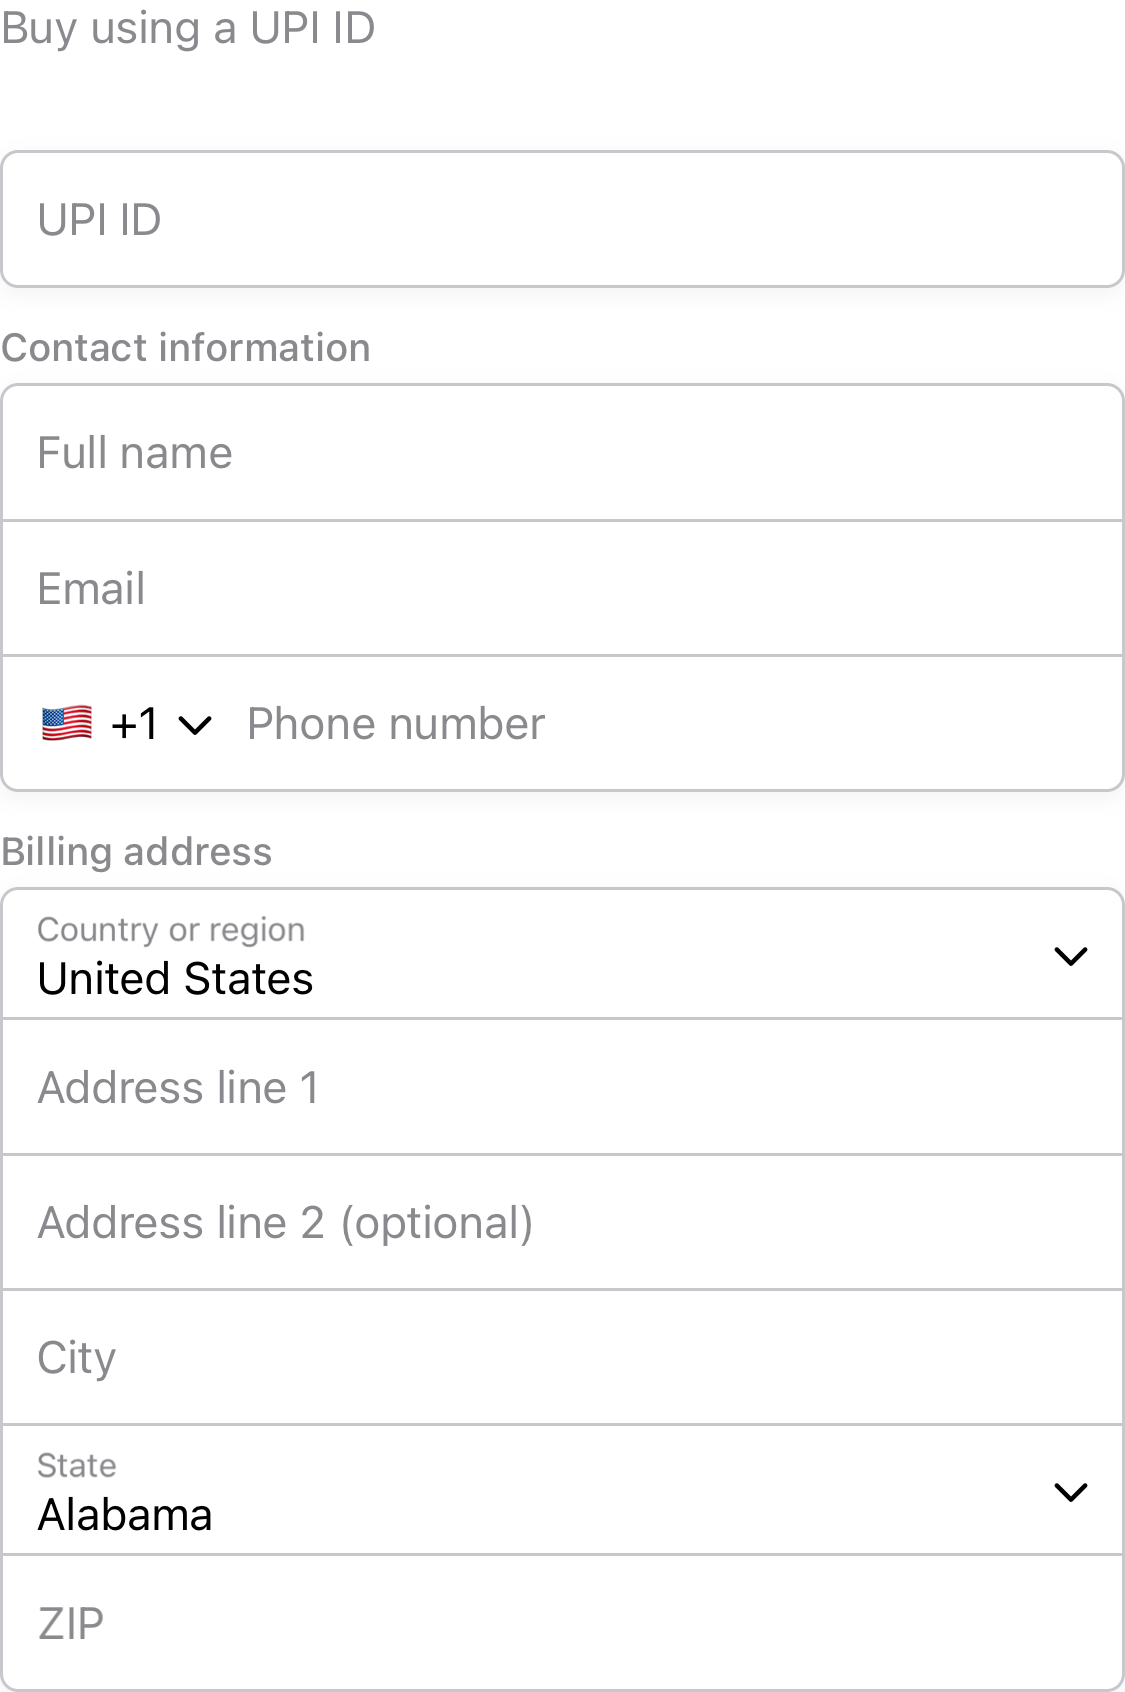 Buy using a UPI ID
UPI ID
Contact information
Full name
Email
+1 Phone number
Billing address
Country or region
United States
Address line 1
Address line 2 (optional)
City
State
Alabama
ZIP